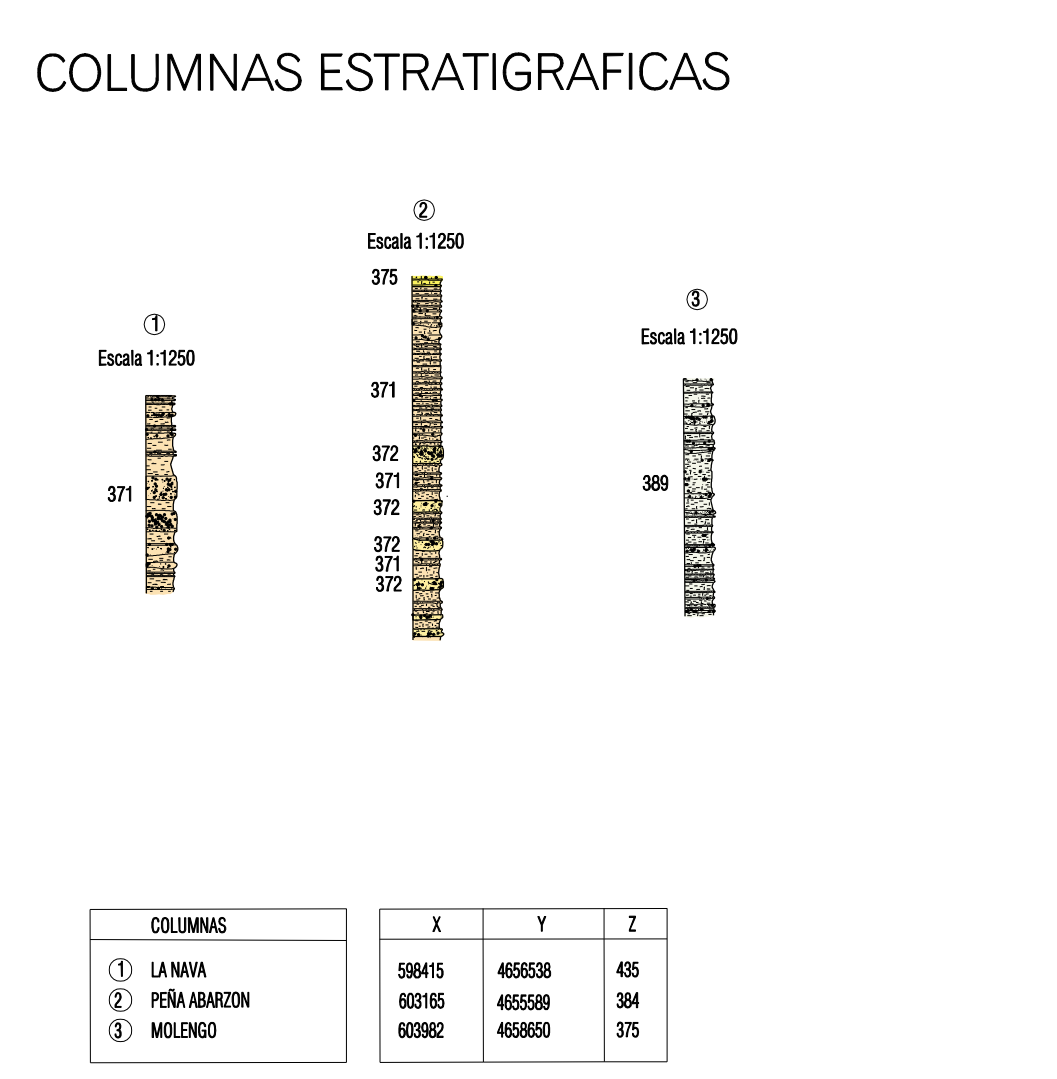 COLUMNAS ESTRATIGRAFICAS
1
Escala 1:1250
371
2
Escala 1:1250
375
371
372
371
372
372
371
372
3
Escala 1:1250
389
COLUMNAS X Y Z
1 LA NAVA 598415 4656538 435
2 PEÑA ABARZON 603165 4655589 384
3 MOLENGO 603982 4658650 375